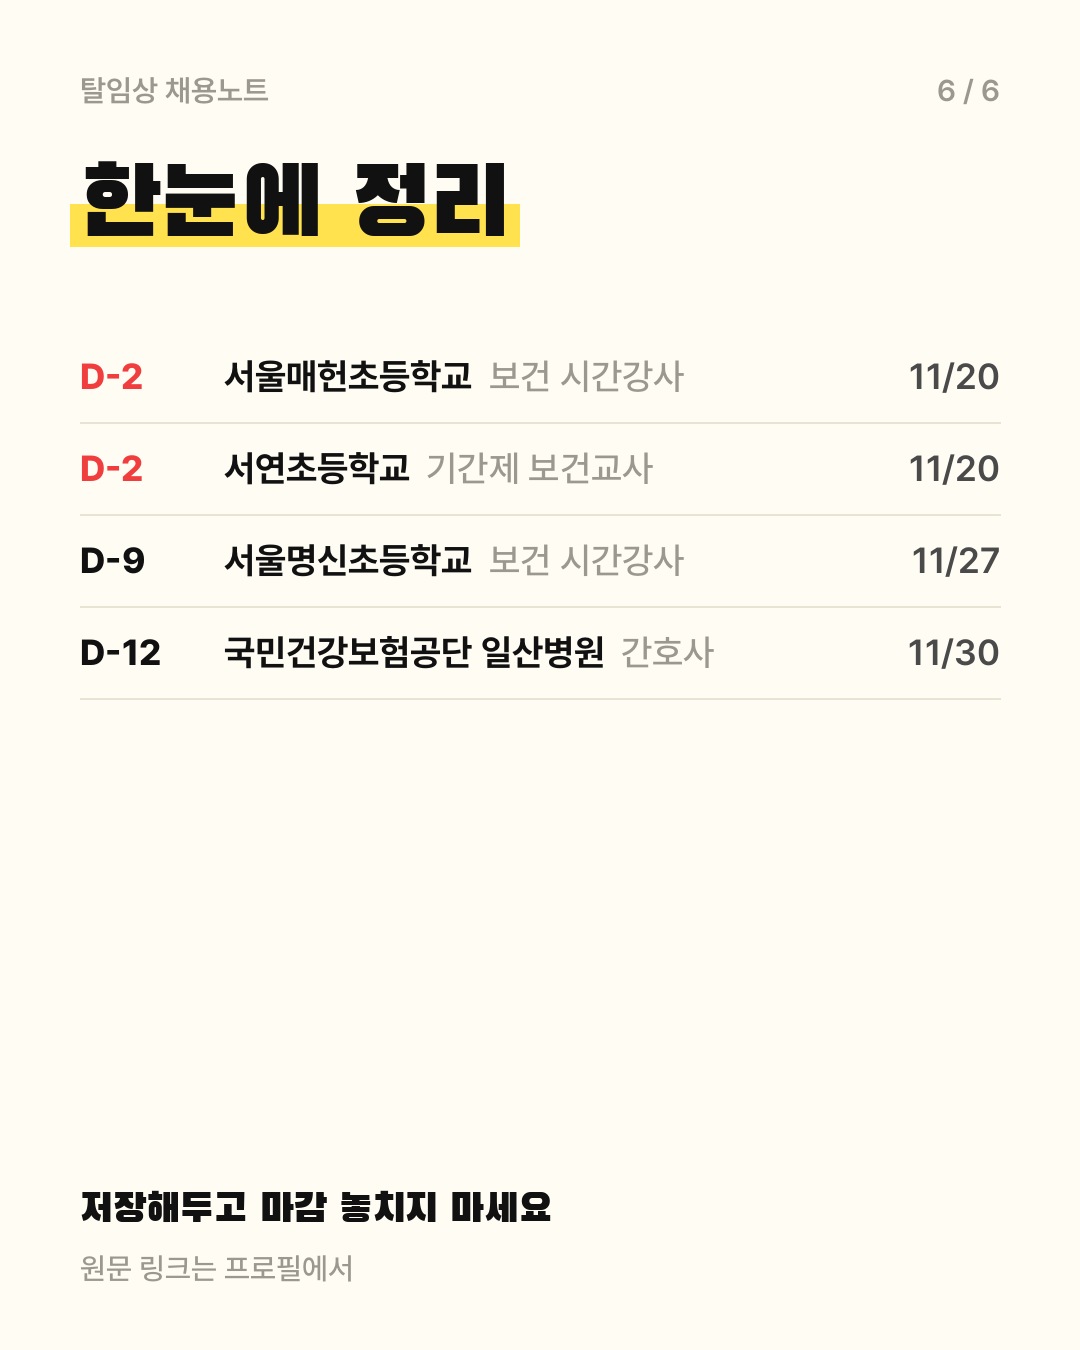 탈임상 채용노트 6 / 6
한눈에 정리
D-2 서울매헌초등학교 보건 시간강사 11/20
D-2 서연초등학교 기간제 보건교사 11/20
D-9 서울명신초등학교 보건 시간강사 11/27
D-12 국민건강보험공단 일산병원 간호사 11/30
저장해두고 마감 놓치지 마세요
원문 링크는 프로필에서